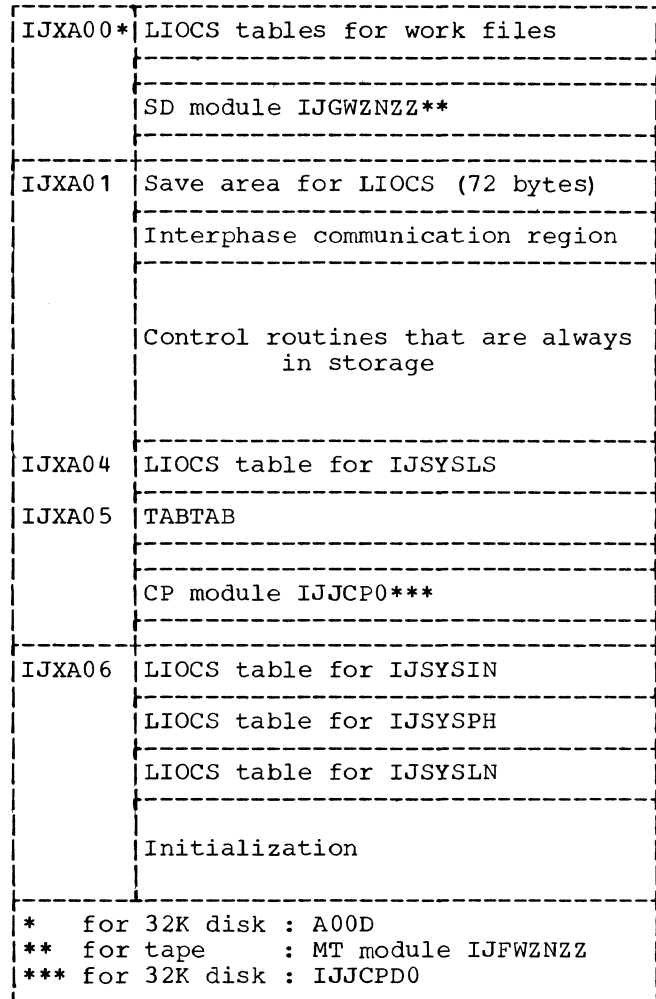 IJXA00* LIOCS tables for work files
SD module IJGWZNZZ**
IJXA01 Save area for LIOCS (72 bytes)
Interphase communication region
Control routines that are always
in storage
IJXA04 LIOCS table for IJSYSLS
IJXA05 TABTAB
CP module IJJCP0***
IJXA06 LIOCS table for IJSYSIN
LIOCS table for IJSYSPH
LIOCS table for IJSYSLN
Initialization
* for 32K disk : A00D
** for tape : MT module IJFWZNZZ
*** for 32K disk : IJJCPD0